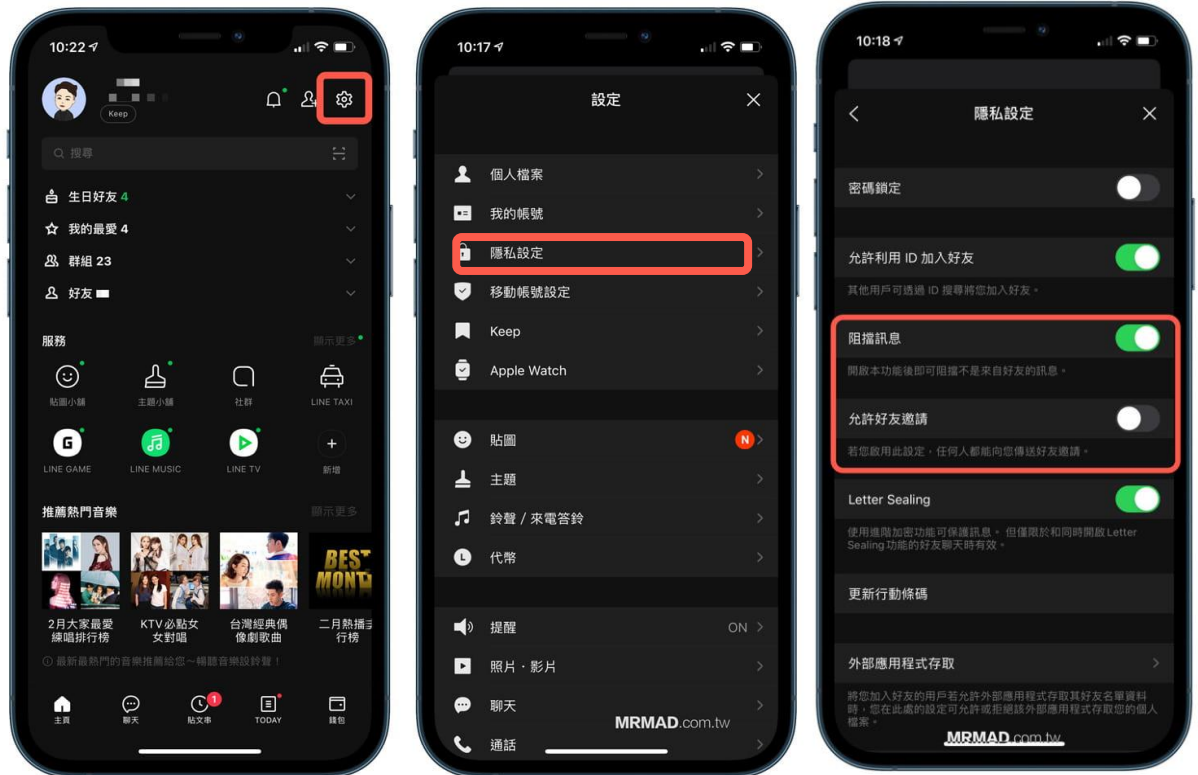 10:22
Keep
搜尋
生日好友 4
我的最愛 4
群組 23
好友
服務
顯示更多
貼圖小舖
主題小舖
社群
LINE TAXI
LINE GAME
LINE MUSIC
LINE TV
新增
推薦熱門音樂
顯示更多
BEST
MONT
2月大家最愛
練唱排行榜
KTV必點女
女對唱
台灣經典偶
像劇歌曲
二月熱播
行榜
最新最熱門的音樂推薦給您～暢聽音樂設鈴聲！
1
主頁
聊天
貼文串
TODAY
錢包
10:17
設定
個人檔案
我的帳號
隱私設定
移動帳號設定
Keep
Apple Watch
貼圖
N
主題
鈴聲 / 來電答鈴
代幣
提醒
ON
照片・影片
聊天
MRMAD.com.tw
通話
10:18
隱私設定
密碼鎖定
允許利用 ID 加入好友
其他用戶可透過 ID 搜尋將您加入好友。
阻擋訊息
開啟本功能後即可阻擋不是來自好友的訊息。
允許好友邀請
若您啟用此設定，任何人都能向您傳送好友邀請。
Letter Sealing
使用進階加密功能可保護訊息。但僅限於和同時開啟 Letter
Sealing 功能的好友聊天時有效。
更新行動條碼
外部應用程式存取
將您加入好友的用戶若允許外部應用程式存取其好友名單資料
時，您在此處的設定可允許或拒絕該外部應用程式存取您的個人
檔案。
MRMAD.com.tw